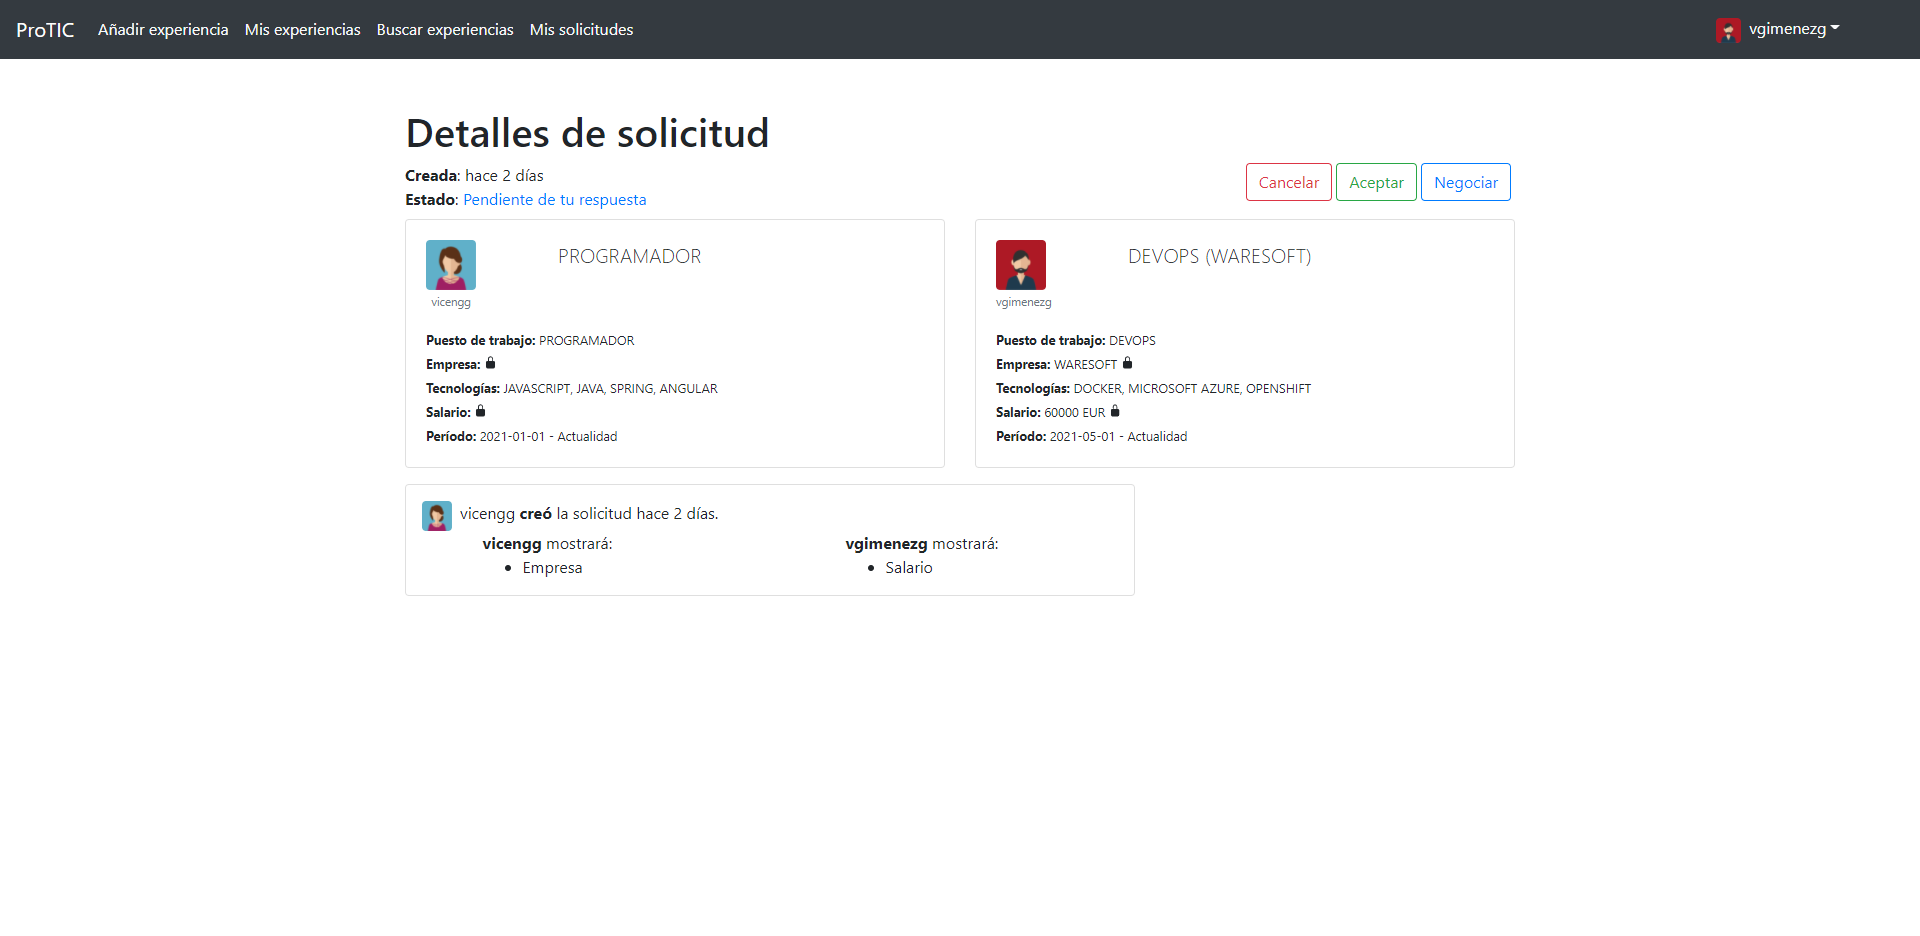 ProTIC Añadir experiencia Mis experiencias Buscar experiencias Mis solicitudes vgimenezg
Detalles de solicitud
Creada: hace 2 días
Estado: Pendiente de tu respuesta
Cancelar Aceptar Negociar
PROGRAMADOR
vicengg
Puesto de trabajo: PROGRAMADOR
Empresa:
Tecnologías: JAVASCRIPT, JAVA, SPRING, ANGULAR
Salario:
Período: 2021-01-01 - Actualidad
DEVOPS (WARESOFT)
vgimenezg
Puesto de trabajo: DEVOPS
Empresa: WARESOFT
Tecnologías: DOCKER, MICROSOFT AZURE, OPENSHIFT
Salario: 60000 EUR
Período: 2021-05-01 - Actualidad
vicengg creó la solicitud hace 2 días.
vicengg mostrará:
• Empresa
vgimenezg mostrará:
• Salario